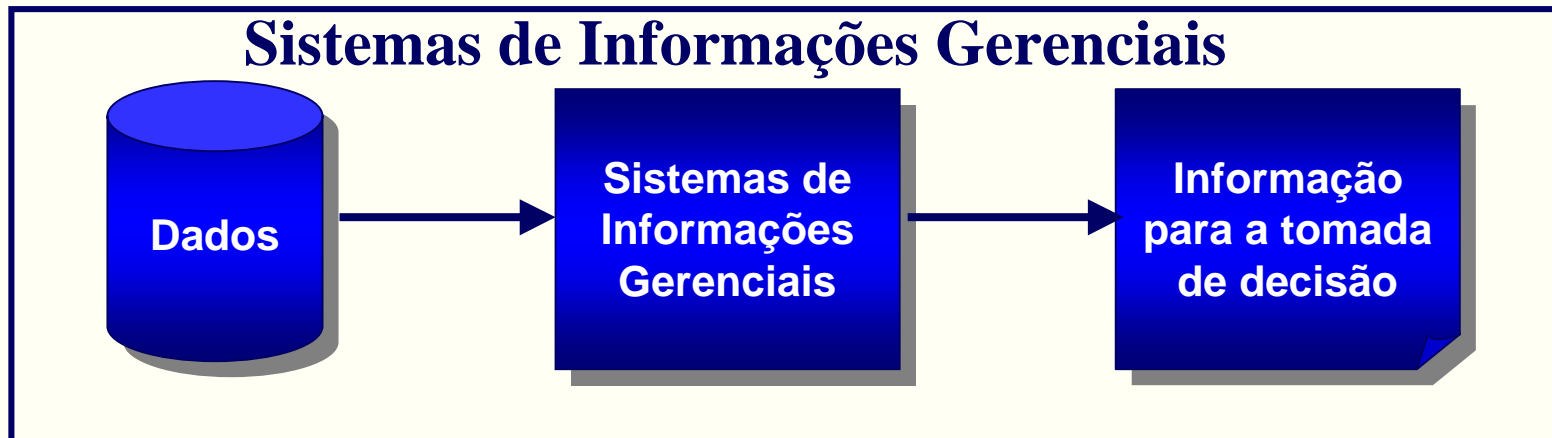 Sistemas de Informações Gerenciais
Dados
Sistemas de
Informações
Gerenciais
Informação
para a tomada
de decisão